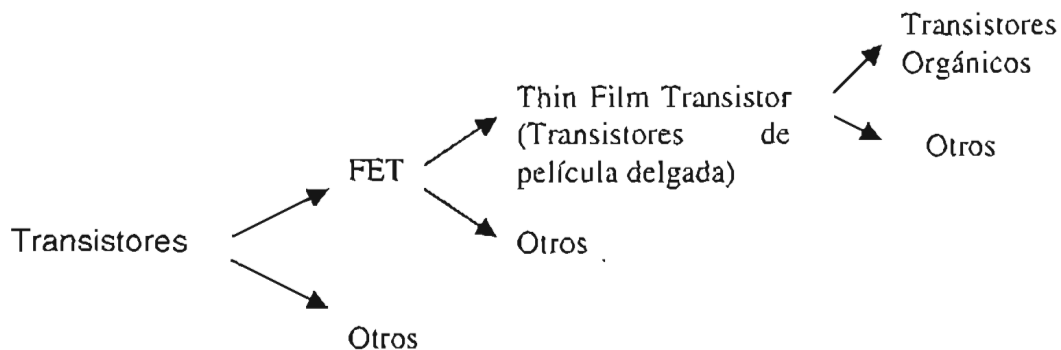 Transistores
Orgánicos
Thin Film Transistor
(Transistores de
película delgada)
Otros
FET
Transistores
Otros
Otros